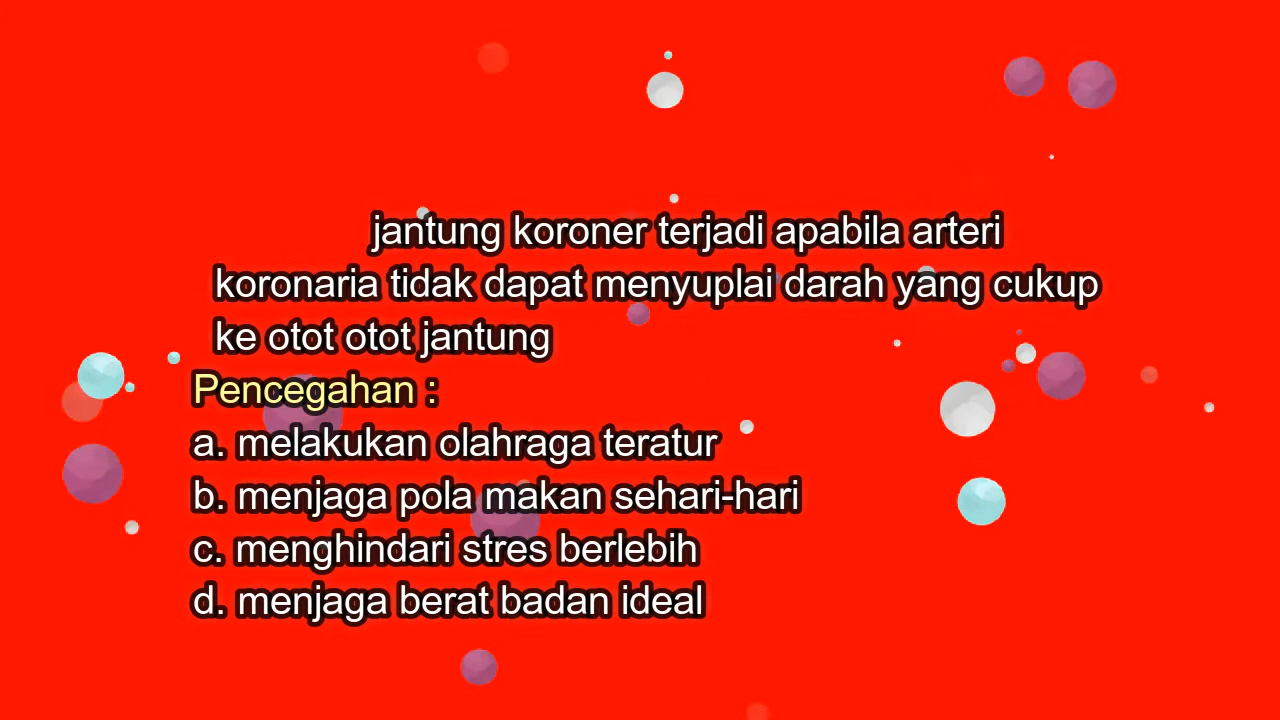 jantung koroner terjadi apabila arteri
koronaria tidak dapat menyuplai darah yang cukup
ke otot otot jantung
Pencegahan :
a. melakukan olahraga teratur
b. menjaga pola makan sehari-hari
c. menghindari stres berlebih
d. menjaga berat badan ideal